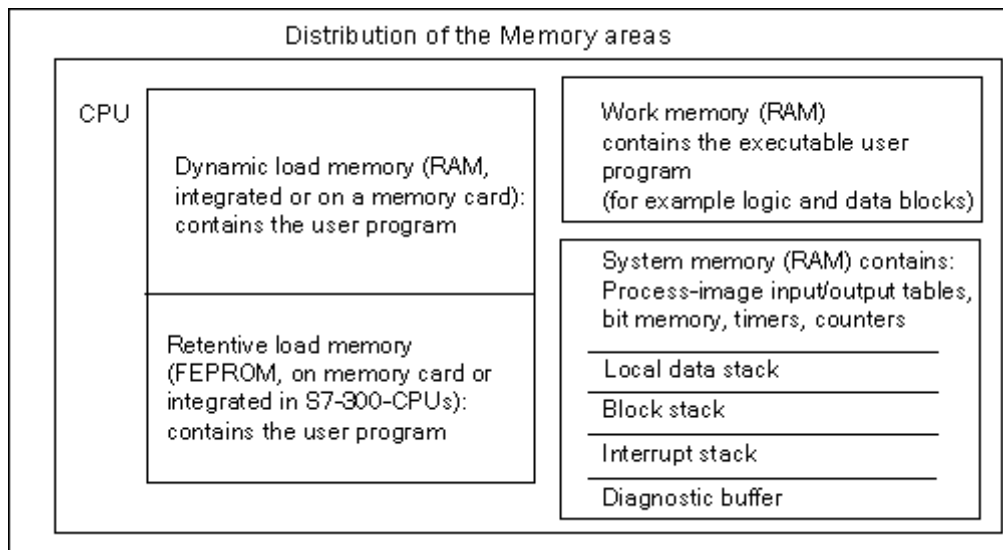 Distribution of the Memory areas
CPU
Dynamic load memory (RAM,
integrated or on a memory card):
contains the user program
Retentive load memory
(FEPROM, on memory card or
integrated in S7-300-CPUs):
contains the user program
Work memory (RAM)
contains the executable user
program
(for example logic and data blocks)
System memory (RAM) contains:
Process-image input/output tables,
bit memory, timers, counters
Local data stack
Block stack
Interrupt stack
Diagnostic buffer